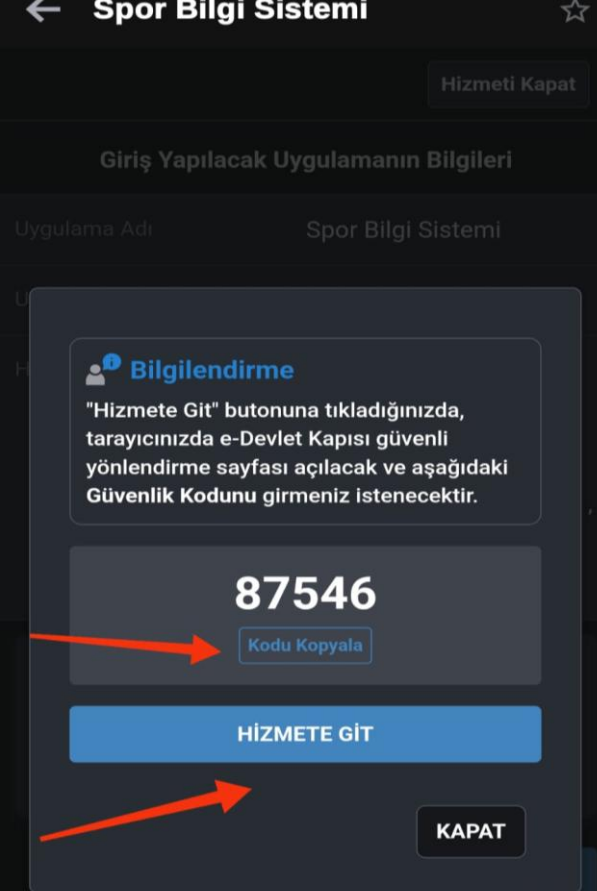 Spor Bilgi Sistemi
Hizmeti Kapat
Giriş Yapılacak Uygulamanın Bilgileri
Uygulama Adı Spor Bilgi Sistemi
Bilgilendirme
"Hizmete Git" butonuna tıkladığınızda,
tarayıcınızda e-Devlet Kapısı güvenli
yönlendirme sayfası açılacak ve aşağıdaki
Güvenlik Kodunu girmeniz istenecektir.
87546
Kodu Kopyala
HİZMETE GİT
KAPAT